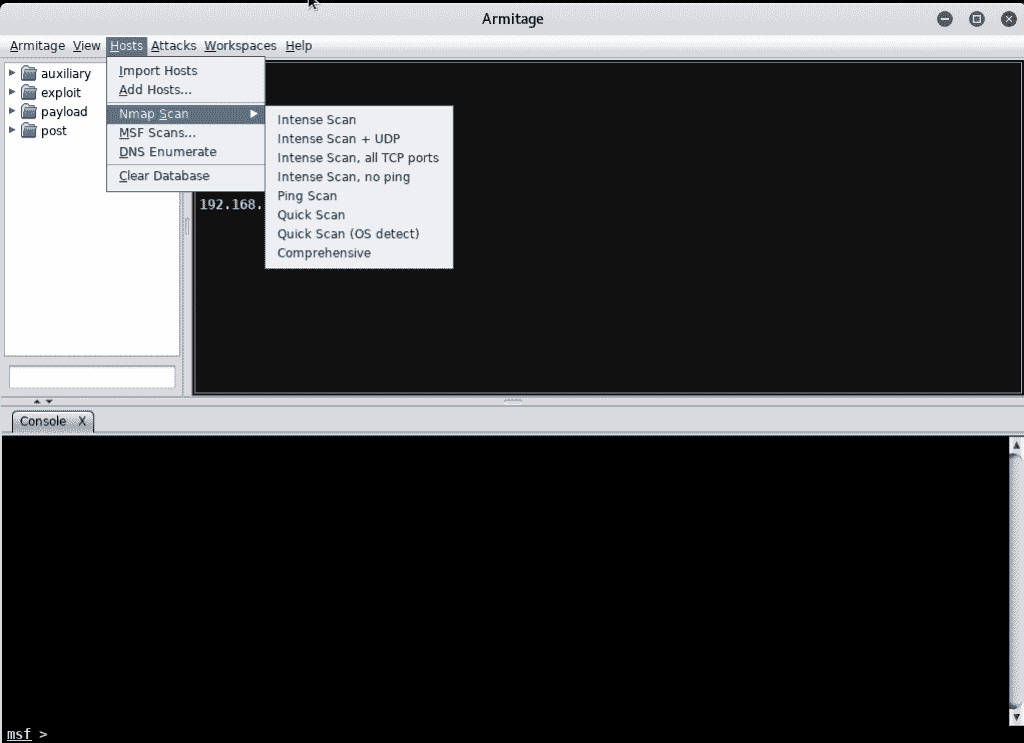 Armitage
Armitage View Hosts Attacks Workspaces Help
auxiliary
exploit
payload
post
Import Hosts
Add Hosts...
Nmap Scan
MSF Scans...
DNS Enumerate
Clear Database
Intense Scan
Intense Scan + UDP
Intense Scan, all TCP ports
Intense Scan, no ping
Ping Scan
Quick Scan
Quick Scan (OS detect)
Comprehensive
192.168.
Console X
msf >